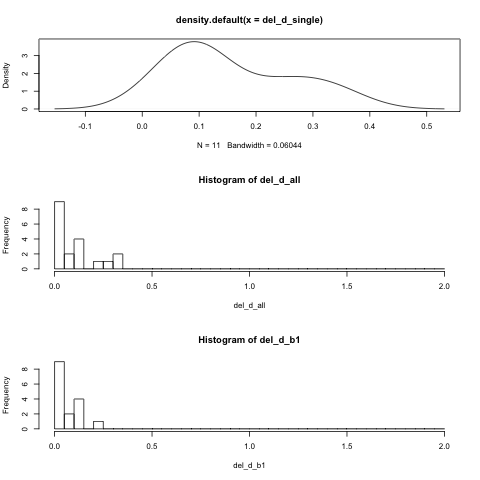 density.default(x = del_d_single)
Density
0 1 2 3
-0.1 0.0 0.1 0.2 0.3 0.4 0.5
N = 11 Bandwidth = 0.06044
Histogram of del_d_all
Frequency
0 2 4 6 8
0.0 0.5 1.0 1.5 2.0
del_d_all
Histogram of del_d_b1
Frequency
0 2 4 6 8
0.0 0.5 1.0 1.5 2.0
del_d_b1